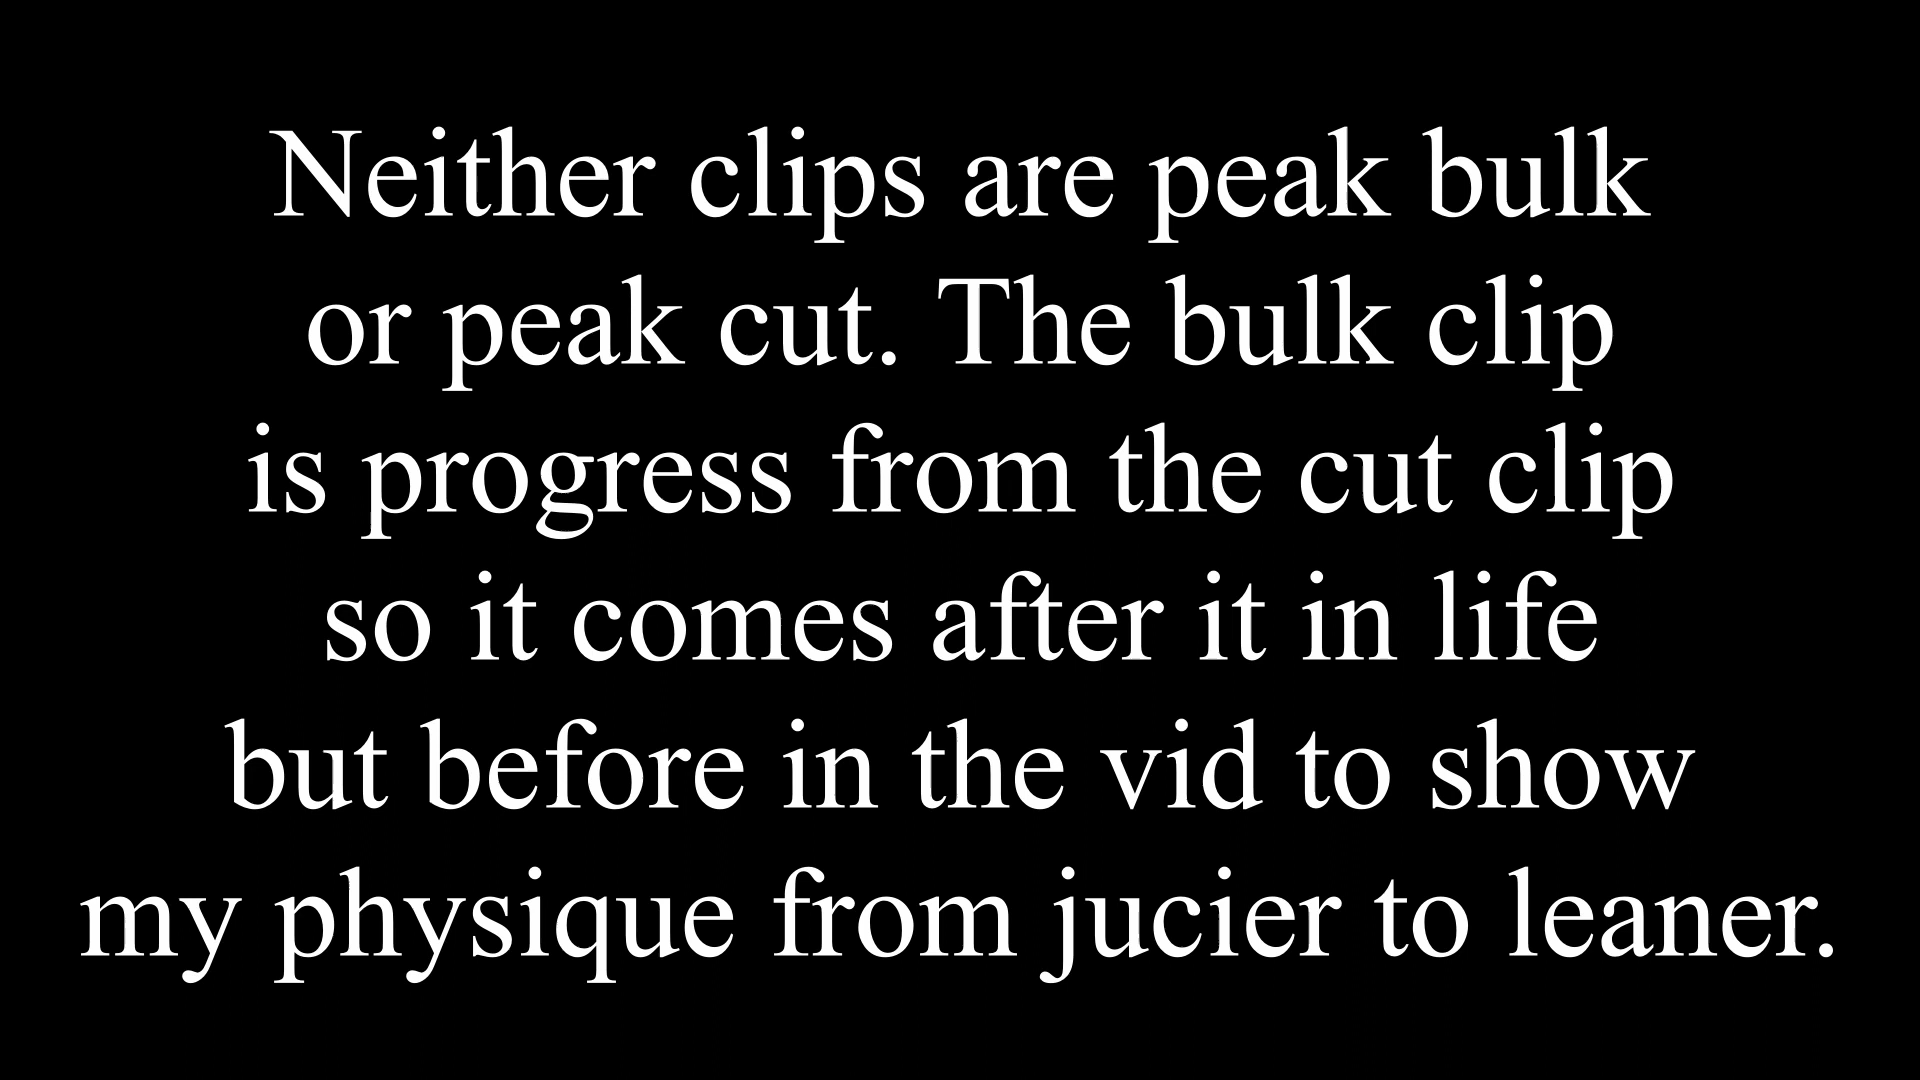 Neither clips are peak bulk
or peak cut. The bulk clip
is progress from the cut clip
so it comes after it in life
but before in the vid to show
my physique from jucier to leaner.